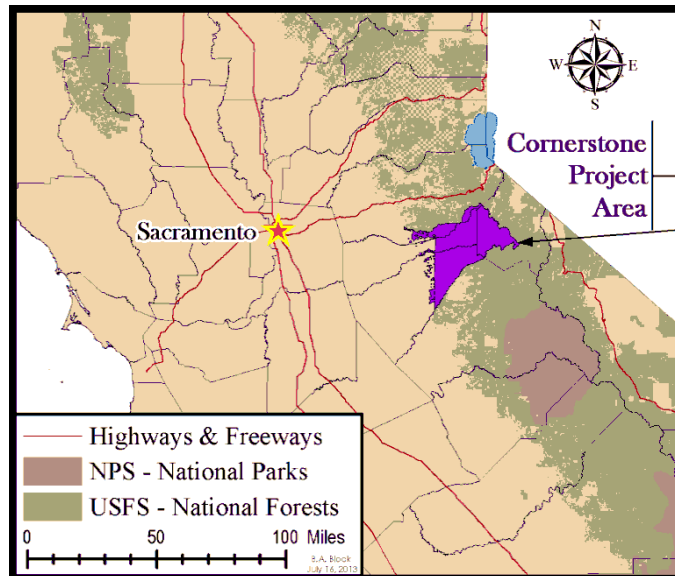 N
W E
S
Cornerstone
Project
Area
Sacramento
Highways & Freeways
NPS - National Parks
USFS - National Forests
0 50 100 Miles
B.A. Blook
July 16, 2013